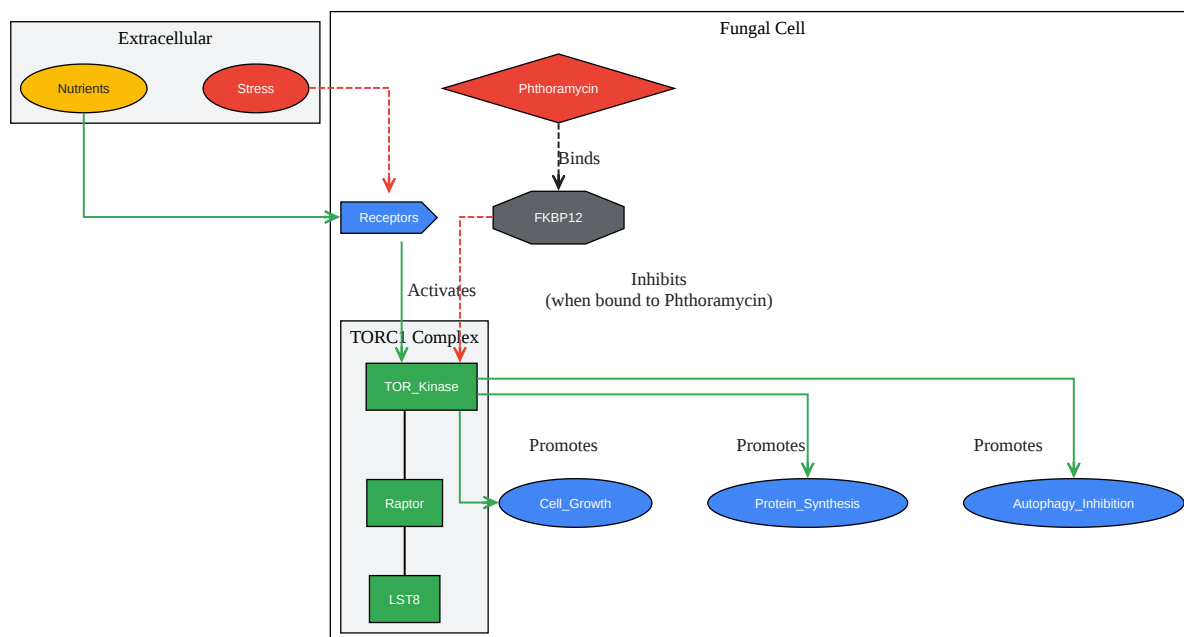 Extracellular
Fungal Cell
Nutrients
Stress
Phthoramycin
Binds
Receptors
FKBP12
Activates
Inhibits
(when bound to Phthoramycin)
TORC1 Complex
TOR_Kinase
Promotes
Promotes
Promotes
Raptor
Cell_Growth
Protein_Synthesis
Autophagy_Inhibition
LST8